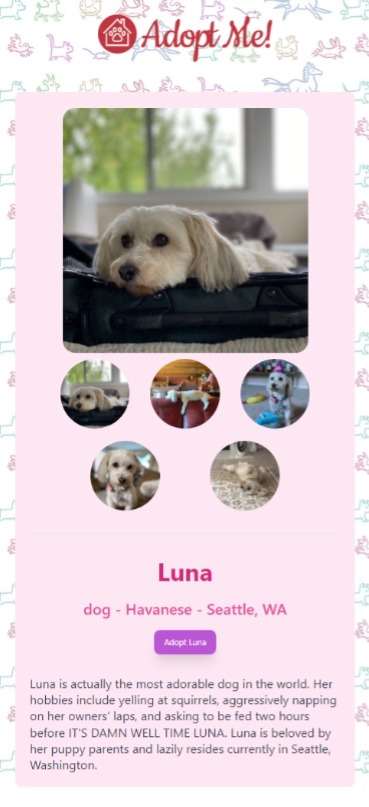 Adopt Me!
Luna
dog - Havanese - Seattle, WA
Adopt Luna
Luna is actually the most adorable dog in the world. Her
hobbies include yelling at squirrels, aggressively napping
on her owners' laps, and asking to be fed two hours
before IT'S DAMN WELL TIME LUNA. Luna is beloved by
her puppy parents and lazily resides currently in Seattle,
Washington.